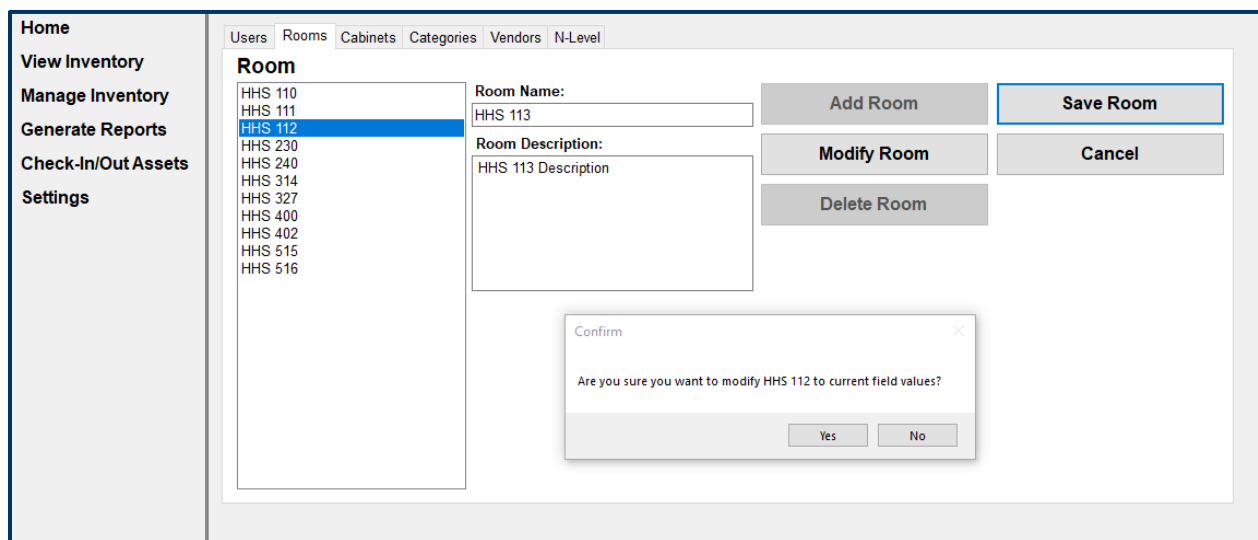 Home
View Inventory
Manage Inventory
Generate Reports
Check-In/Out Assets
Settings
Users Rooms Cabinets Categories Vendors N-Level
Room
HHS 110
HHS 111
HHS 112
HHS 230
HHS 240
HHS 314
HHS 327
HHS 400
HHS 402
HHS 515
HHS 516
Room Name:
HHS 113
Room Description:
HHS 113 Description
Add Room
Save Room
Modify Room
Cancel
Delete Room
Confirm
Are you sure you want to modify HHS 112 to current field values?
Yes
No